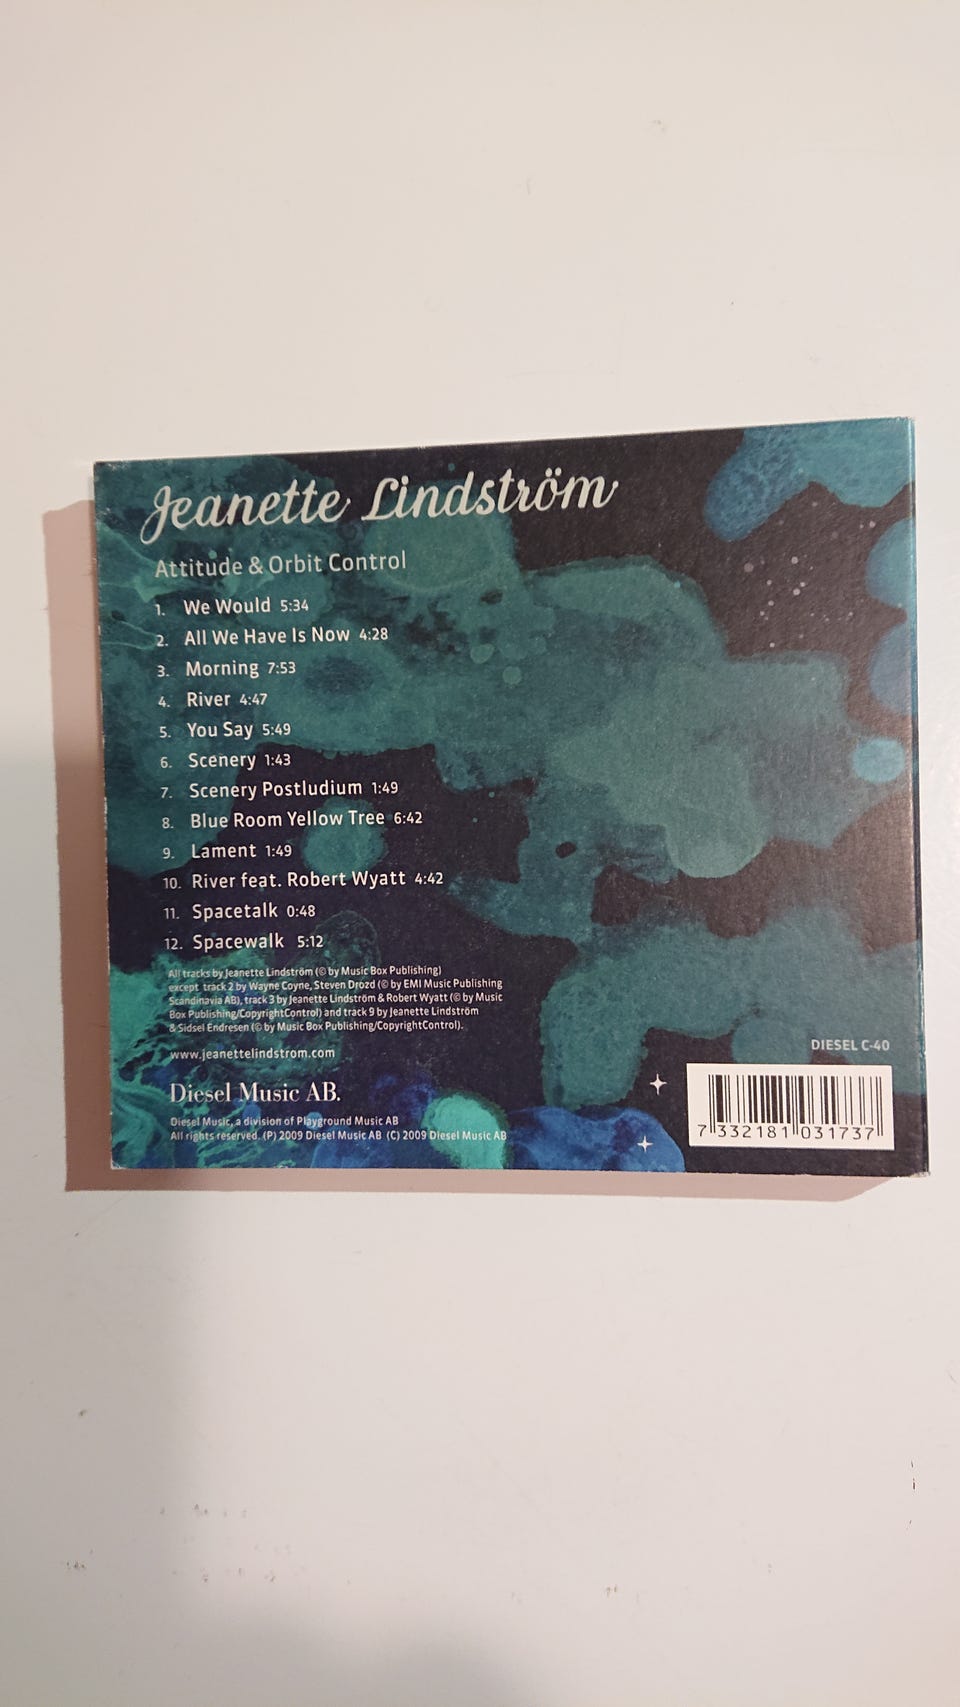 Jeanette Lindström
Attitude & Orbit Control
1. We Would 5:34
2. All We Have Is Now 4:28
3. Morning 7:53
4. River 4:47
5. You Say 5:49
6. Scenery 1:43
7. Scenery Postludium 1:49
8. Blue Room Yellow Tree 6:42
9. Lament 1:49
10. River feat. Robert Wyatt 4:42
11. Spacetalk 0:48
12. Spacewalk 5:12
All tracks by Jeanette Lindström (© by Music Box Publishing)
except track 2 by Wayne Coyne, Steven Drozd (© by EMI Music Publishing
Scandinavia AB), track 3 by Jeanette Lindström & Robert Wyatt (© by Music
Box Publishing/CopyrightControl) and track 9 by Jeanette Lindström
& Sidsel Endresen (© by Music Box Publishing/CopyrightControl).
www.jeanettelindstrom.com
Diesel Music AB.
Diesel Music, a division of Playground Music AB
All rights reserved. (P) 2009 Diesel Music AB (C) 2009 Diesel Music AB
DIESEL C-40
7 332181 031737